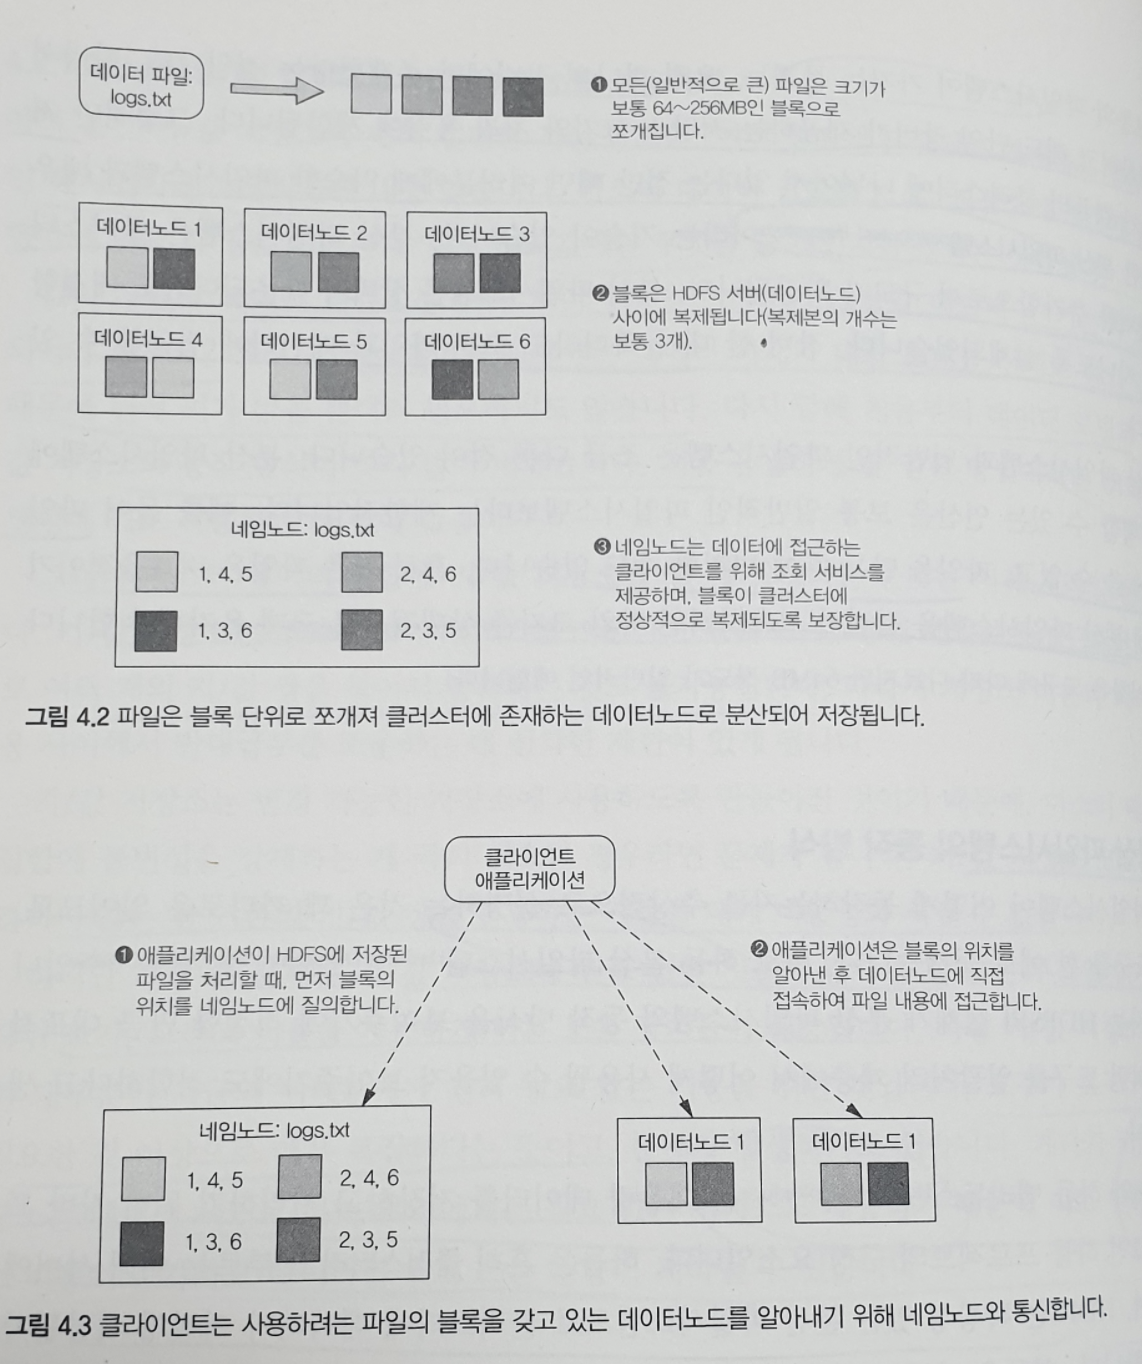 데이터 파일:
logs.txt
❶ 모든(일반적으로 큰) 파일은 크기가
보통 64~256MB인 블록으로
쪼개집니다.
데이터노드 1
데이터노드 2
데이터노드 3
데이터노드 4
데이터노드 5
데이터노드 6
❷ 블록은 HDFS 서버(데이터노드)
사이에 복제됩니다(복제본의 개수는
보통 3개).
네임노드: logs.txt
1, 4, 5
2, 4, 6
1, 3, 6
2, 3, 5
❸ 네임노드는 데이터에 접근하는
클라이언트를 위해 조회 서비스를
제공하며, 블록이 클러스터에
정상적으로 복제되도록 보장합니다.
그림 4.2 파일은 블록 단위로 쪼개져 클러스터에 존재하는 데이터노드로 분산되어 저장됩니다.
클라이언트
애플리케이션
❶ 애플리케이션이 HDFS에 저장된
파일을 처리할 때, 먼저 블록의
위치를 네임노드에 질의합니다.
❷ 애플리케이션은 블록의 위치를
알아낸 후 데이터노드에 직접
접속하여 파일 내용에 접근합니다.
네임노드: logs.txt
1, 4, 5
2, 4, 6
1, 3, 6
2, 3, 5
데이터노드 1
데이터노드 1
그림 4.3 클라이언트는 사용하려는 파일의 블록을 갖고 있는 데이터노드를 알아내기 위해 네임노드와 통신합니다.